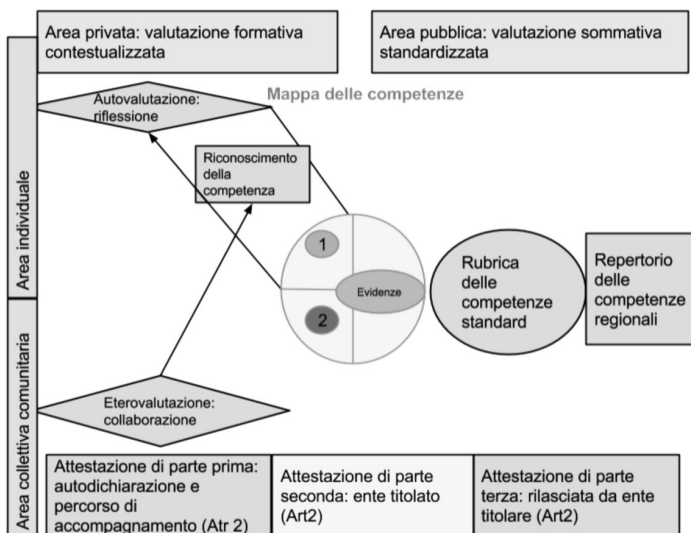 Area privata: valutazione formativa
contestualizzata
Area pubblica: valutazione sommativa
standardizzata
Mappa delle competenze
Autovalutazione:
riflessione
Riconoscimento
della
competenza
Area individuale
1
Evidenze
2
Rubrica
delle
competenze
standard
Repertorio
delle
competenze
regionali
Area collettiva comunitaria
Eterovalutazione:
collaborazione
Attestazione di parte prima:
autodichiarazione e
percorso di
accompagnamento (Atr 2)
Attestazione di parte
seconda: ente titolato
(Art2)
Attestazione di parte
terza: rilasciata da ente
titolare (Art2)